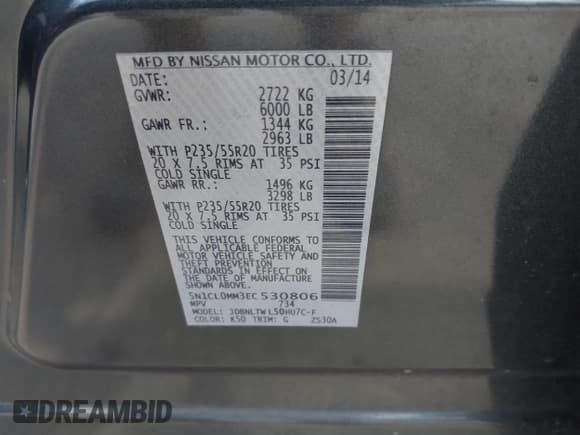 MFD BY NISSAN MOTOR CO., LTD.
DATE: 03/14
GVWR: 2722 KG
6000 LB
GAWR FR.: 1344 KG
2963 LB
WITH P235/55R20 TIRES
20 X 7.5 RIMS AT 35 PSI
COLD SINGLE
GAWR RR.: 1496 KG
3298 LB
WITH P235/55R20 TIRES
20 X 7.5 RIMS AT 35 PSI
COLD SINGLE
THIS VEHICLE CONFORMS TO
ALL APPLICABLE FEDERAL
MOTOR VEHICLE SAFETY AND
AND THEFT PREVENTION
STANDARDS IN EFFECT ON
THE DATE OF MANUFACTURE
SHOWN ABOVE.
5N1CL0MM3EC530806
MPV 734
MODEL: JDBNLTWL50HU7C-F
COLOR: K50 TRIM: G ZS30A
DREAMBID